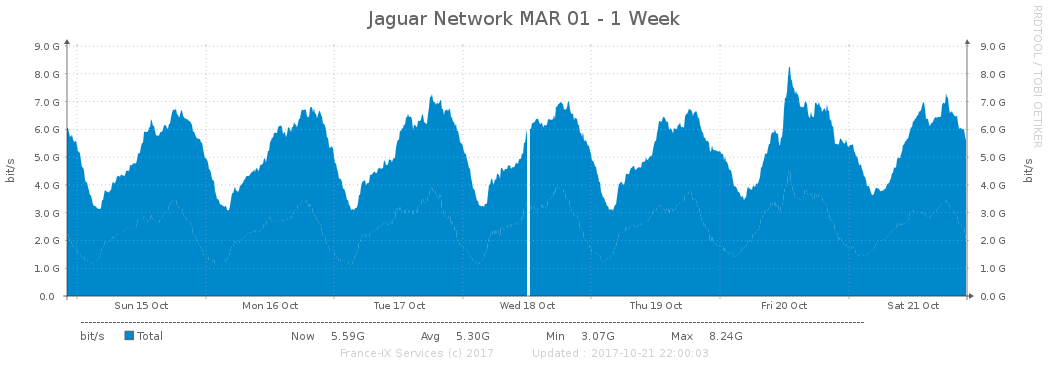 Jaguar Network MAR 01 - 1 Week
RRDTOOL / TOBI OETIKER
9.0 G 9.0 G
8.0 G 8.0 G
7.0 G 7.0 G
6.0 G 6.0 G
5.0 G 5.0 G
4.0 G 4.0 G
3.0 G 3.0 G
2.0 G 2.0 G
1.0 G 1.0 G
0.0 0.0 G
bit/s bit/s
Sun 15 Oct Mon 16 Oct Tue 17 Oct Wed 18 Oct Thu 19 Oct Fri 20 Oct Sat 21 Oct
bit/s Total Now 5.59G Avg 5.30G Min 3.07G Max 8.24G
France-IX Services (c) 2017 Updated : 2017-10-21 22:00:03